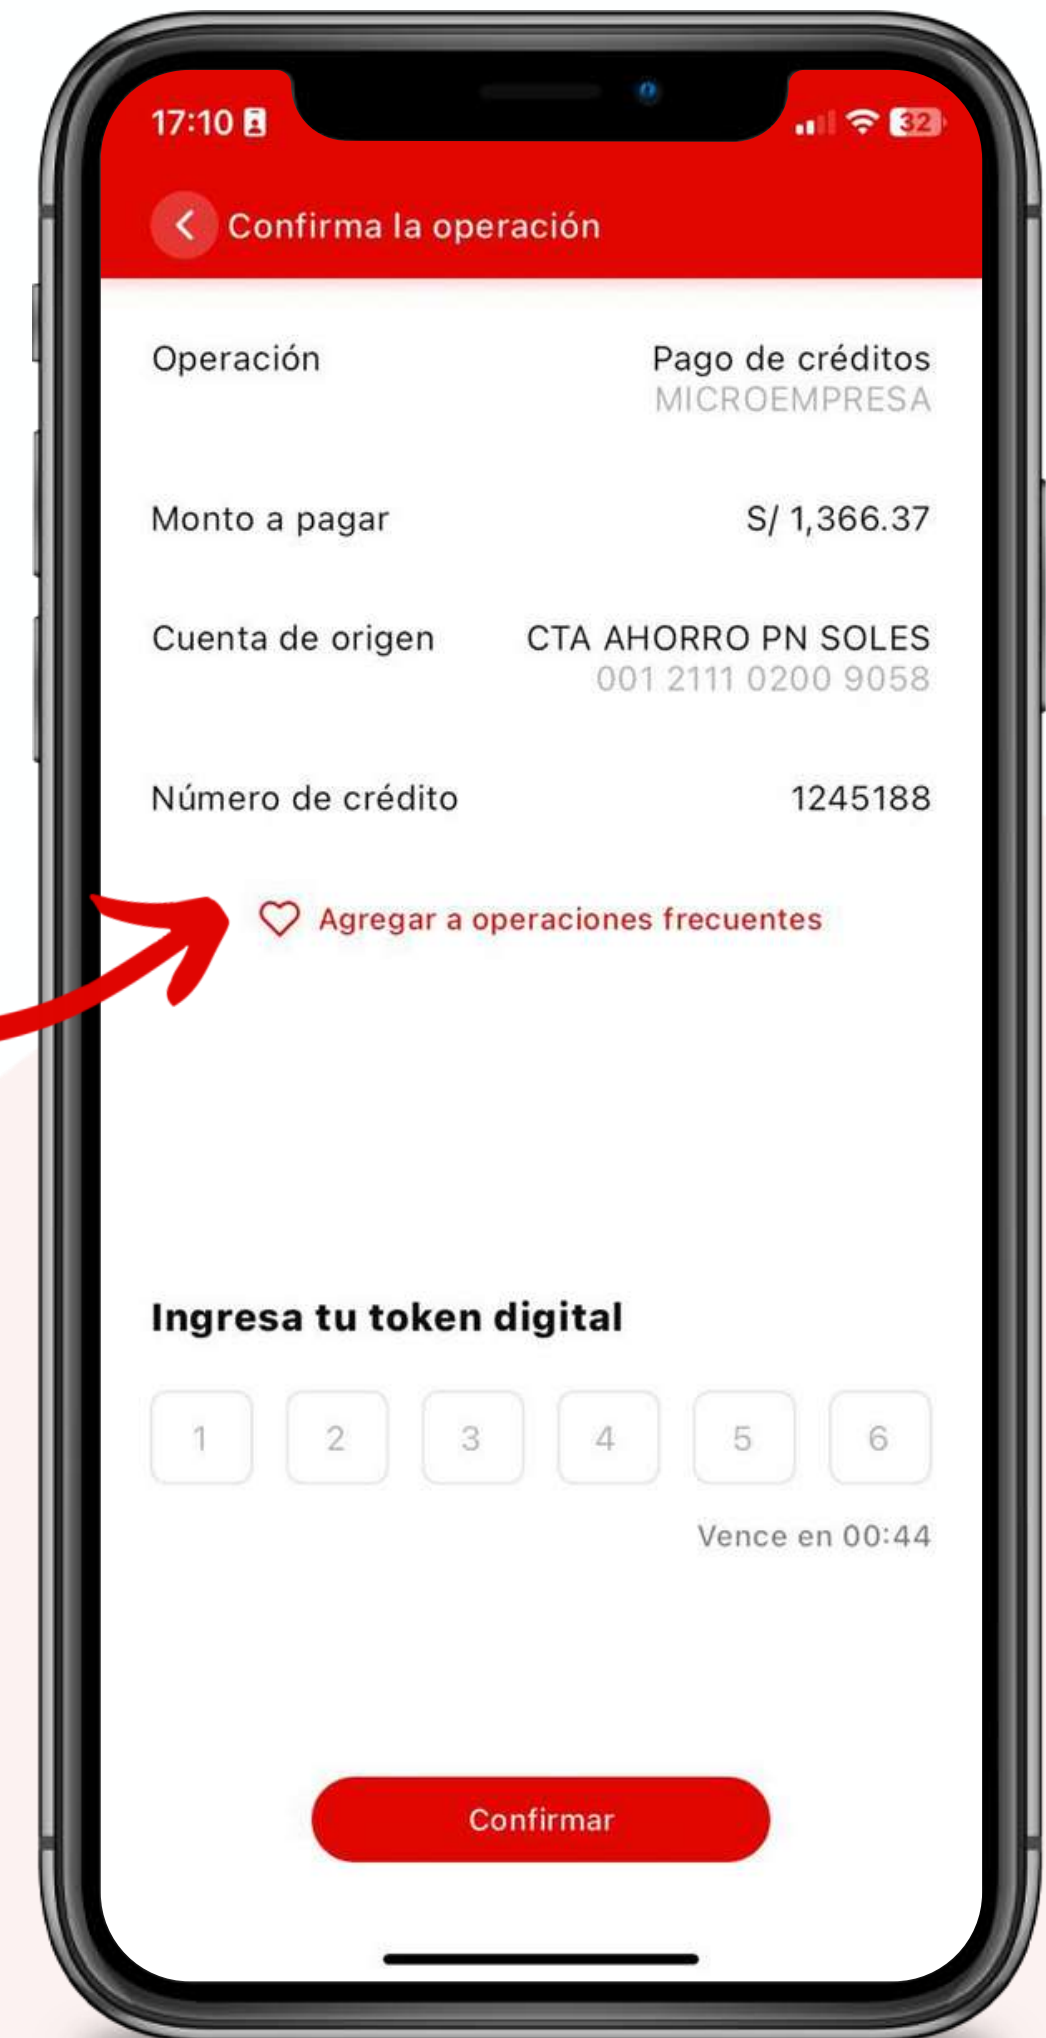 17:10
32
Confirma la operación
Operación
Pago de créditos
MICROEMPRESA
Monto a pagar
S/ 1,366.37
Cuenta de origen
CTA AHORRO PN SOLES
001 2111 0200 9058
Número de crédito
1245188
Agregar a operaciones frecuentes
Ingresa tu token digital
1 2 3 4 5 6
Vence en 00:44
Confirmar